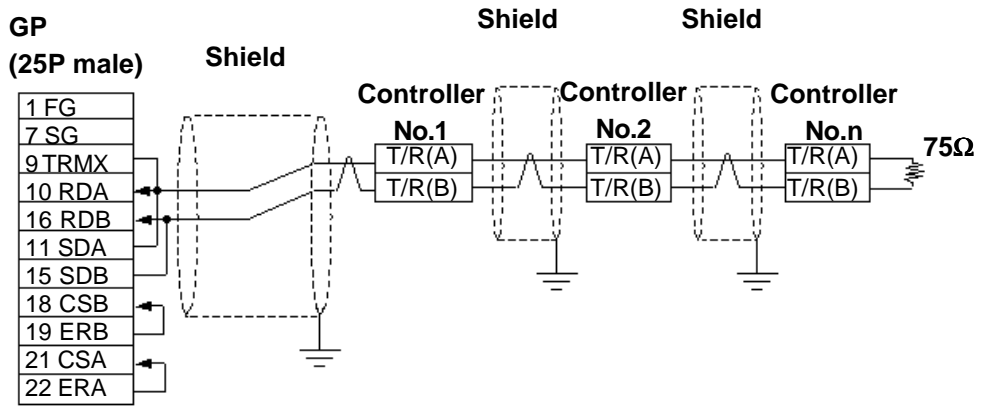 GP
(25P male)
Shield
Shield
Shield
1 FG
7 SG
9 TRMX
10 RDA
16 RDB
11 SDA
15 SDB
18 CSB
19 ERB
21 CSA
22 ERA
Controller
No.1
T/R(A)
T/R(B)
Controller
No.2
T/R(A)
T/R(B)
Controller
No.n
T/R(A)
T/R(B)
75Ω